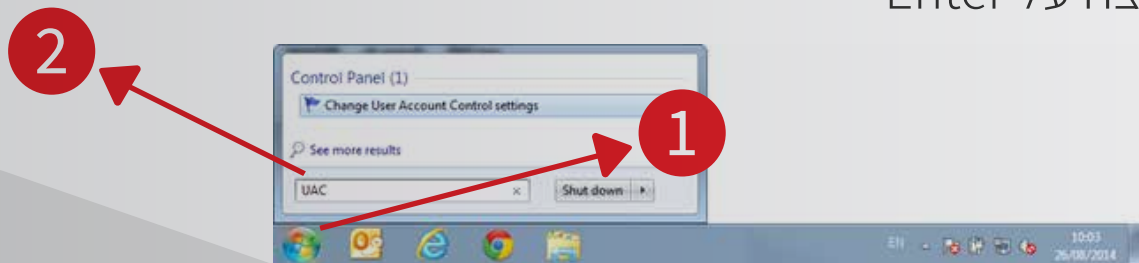 Enter
2
Control Panel (1)
Change User Account Control settings
1
See more results
UAC
Shut down
EN
10:03
26/08/2014